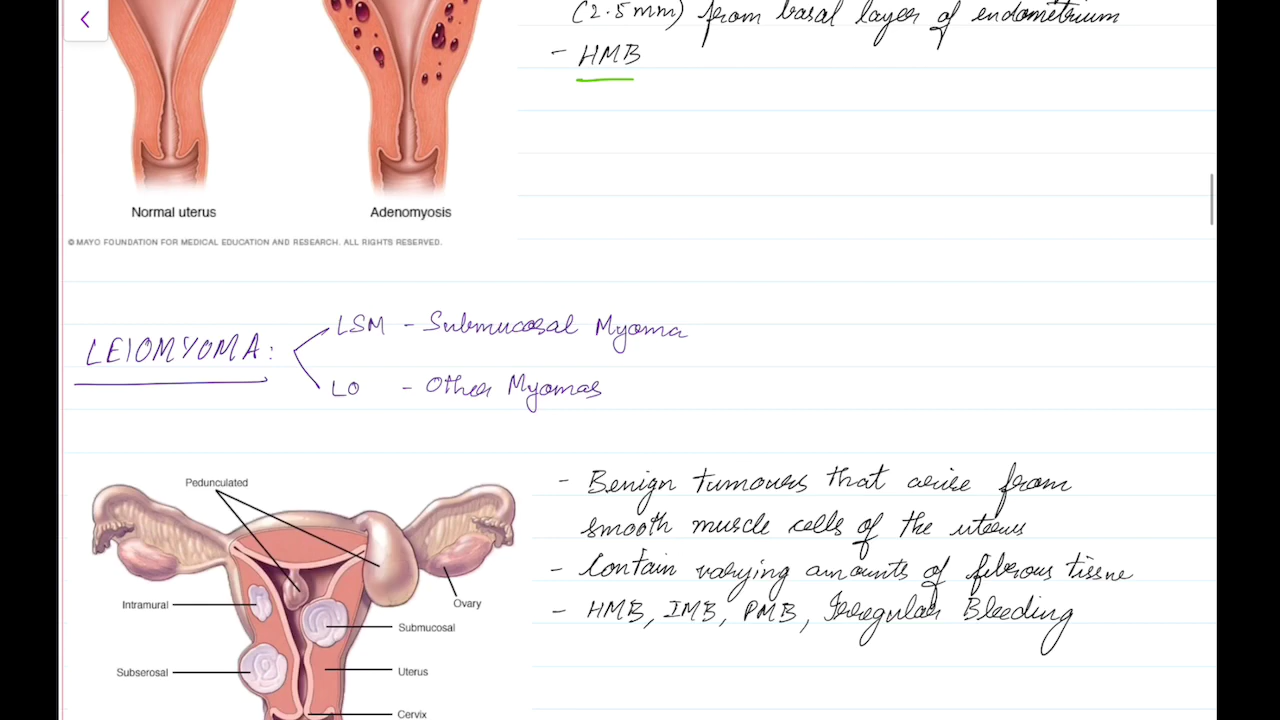 (2.5mm) from basal layer of endometrium
- HMB
Normal uterus
Adenomyosis
© MAYO FOUNDATION FOR MEDICAL EDUCATION AND RESEARCH. ALL RIGHTS RESERVED.
LEIOMYOMA:
LSM - Submucosal Myoma
LO - Other Myomas
Pedunculated
Intramural
Ovary
Submucosal
Subserosal
Uterus
Cervix
- Benign tumours that arise from
smooth muscle cells of the uterus
- Contain varying amounts of fibrous tissue
- HMB, IMB, PMB, Irregular Bleeding